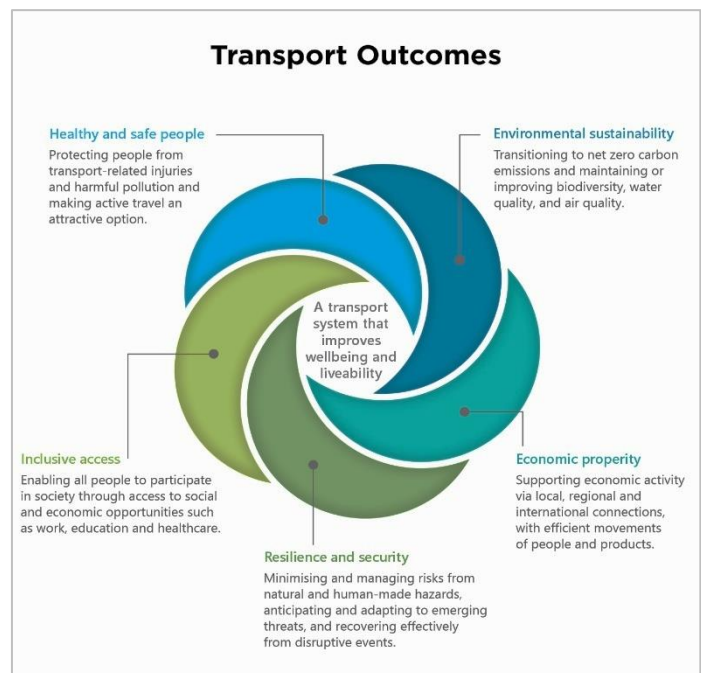 Transport Outcomes
Healthy and safe people
Protecting people from
transport-related injuries
and harmful pollution and
making active travel an
attractive option.
Environmental sustainability
Transitioning to net zero carbon
emissions and maintaining or
improving biodiversity, water
quality, and air quality.
A transport
system that
improves
wellbeing and
liveability
Inclusive access
Enabling all people to participate
in society through access to social
and economic opportunities such
as work, education and healthcare.
Economic properity
Supporting economic activity
via local, regional and
international connections,
with efficient movements
of people and products.
Resilience and security
Minimising and managing risks from
natural and human-made hazards,
anticipating and adapting to emerging
threats, and recovering effectively
from disruptive events.